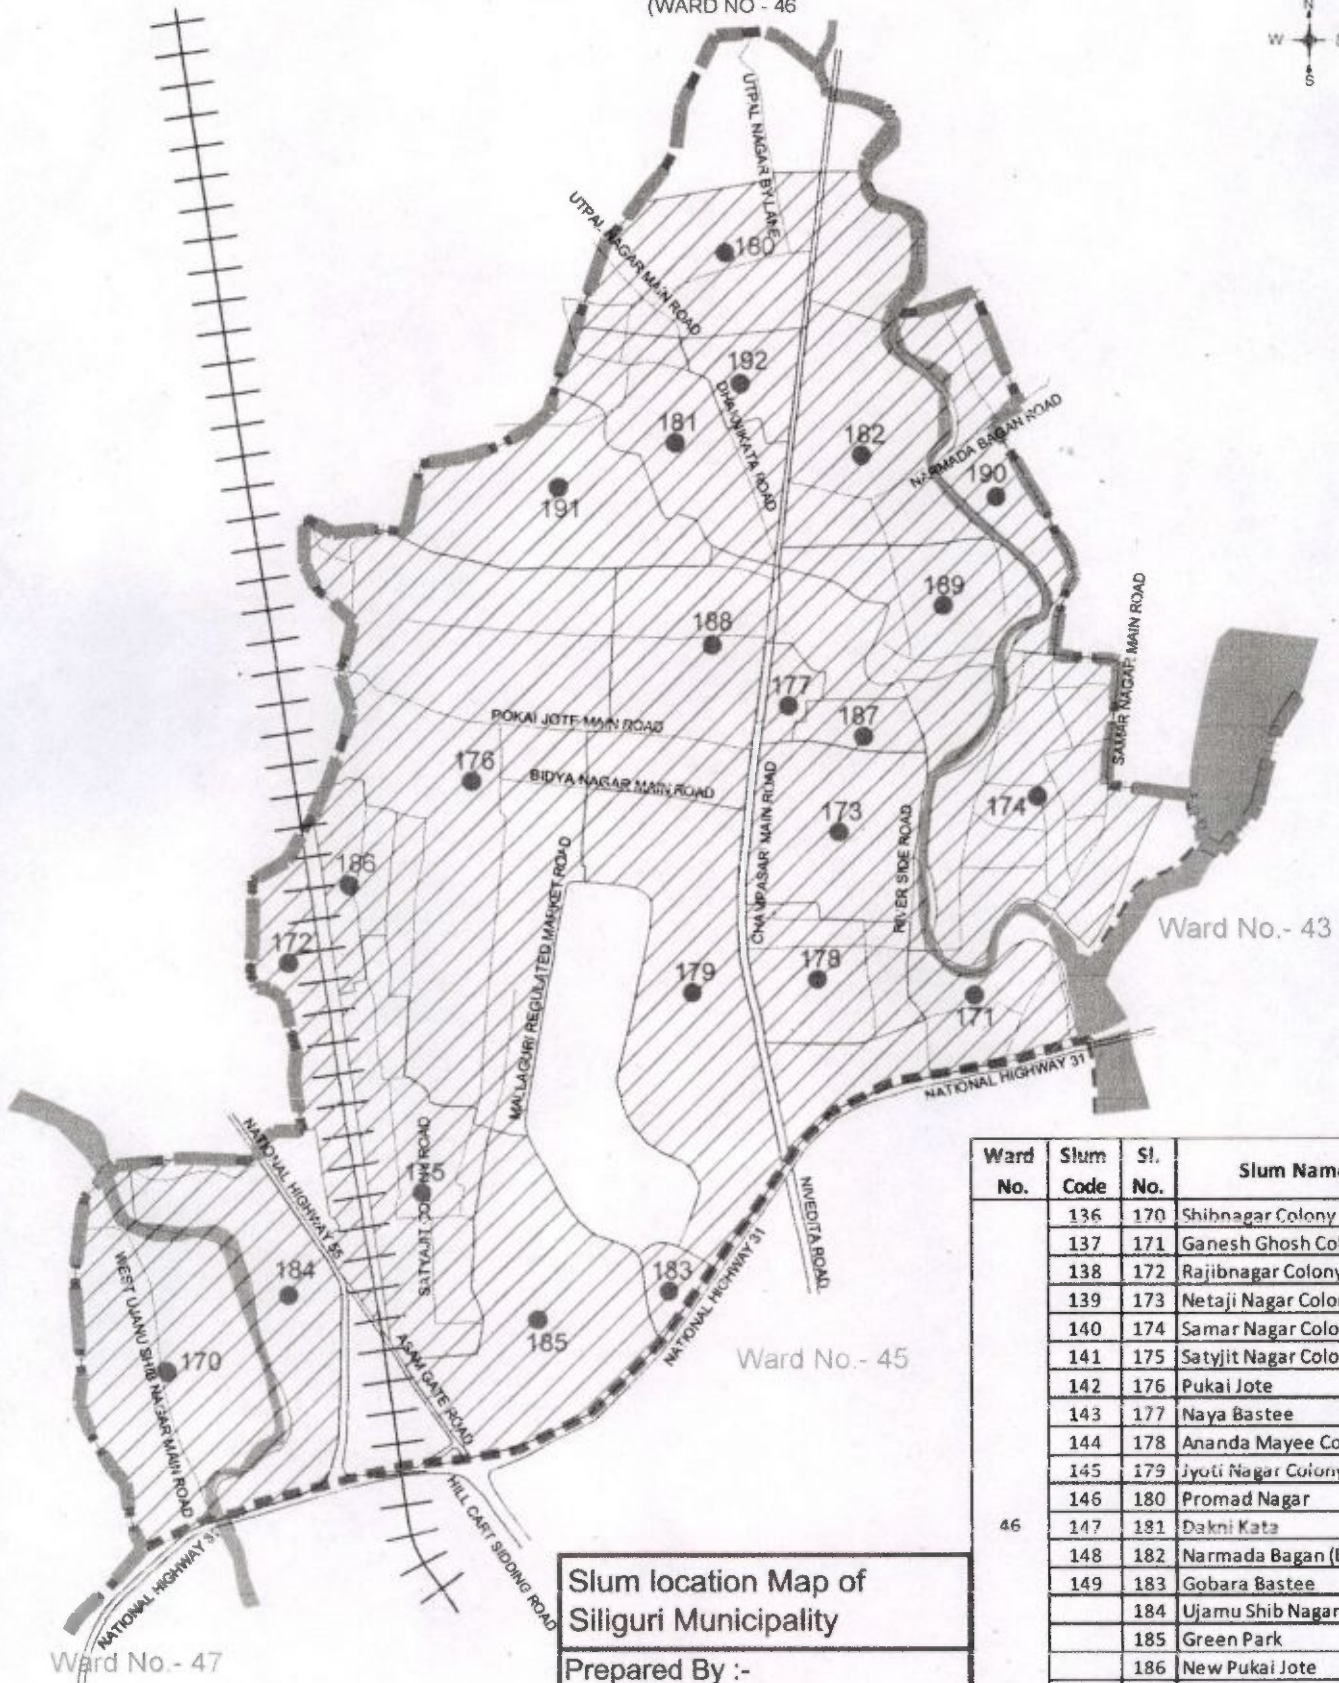 (WARD NO - 46
N
W
S
UTPAL NAGAR BY LANE
UTPAL NAGAR MAIN ROAD
180
192
DHAKNIKATA ROAD
181
182
NARMADA BAGAN ROAD
190
191
189
188
SAMAR NAGAR MAIN ROAD
177
187
POKAI JOTE MAIN ROAD
176
BIDYA NAGAR MAIN ROAD
CHAMPASARI MAIN ROAD
173
174
RIVER SIDE ROAD
MALLAGURI REGULATED MARKET ROAD
186
Ward No.- 43
172
179
178
171
NATIONAL HIGHWAY 31
NATIONAL HIGHWAY 55
SATYAJIT COLONY ROAD
175
NIVEDITA ROAD
184
183
WEST UJANU SHIB NAGAR MAIN ROAD
170
185
NATIONAL HIGHWAY 31
ASAM GATE ROAD
Ward No.- 45
HILL CART SIDDING ROAD
NATIONAL HIGHWAY 31
Ward No.- 47
Slum location Map of
Siliguri Municipality
Prepared By :-
Ward No. Slum Code Sl. No. Slum Name
46
136 170 Shibnagar Colony
137 171 Ganesh Ghosh Co
138 172 Rajibnagar Colony
139 173 Netaji Nagar Colo
140 174 Samar Nagar Colo
141 175 Satyjit Nagar Colo
142 176 Pukai Jote
143 177 Naya Bastee
144 178 Ananda Mayee Co
145 179 Jyoti Nagar Colony
146 180 Promad Nagar
147 181 Dakni Kata
148 182 Narmada Bagan (
149 183 Gobara Bastee
184 Ujamu Shib Nagar
185 Green Park
186 New Pukai Jote